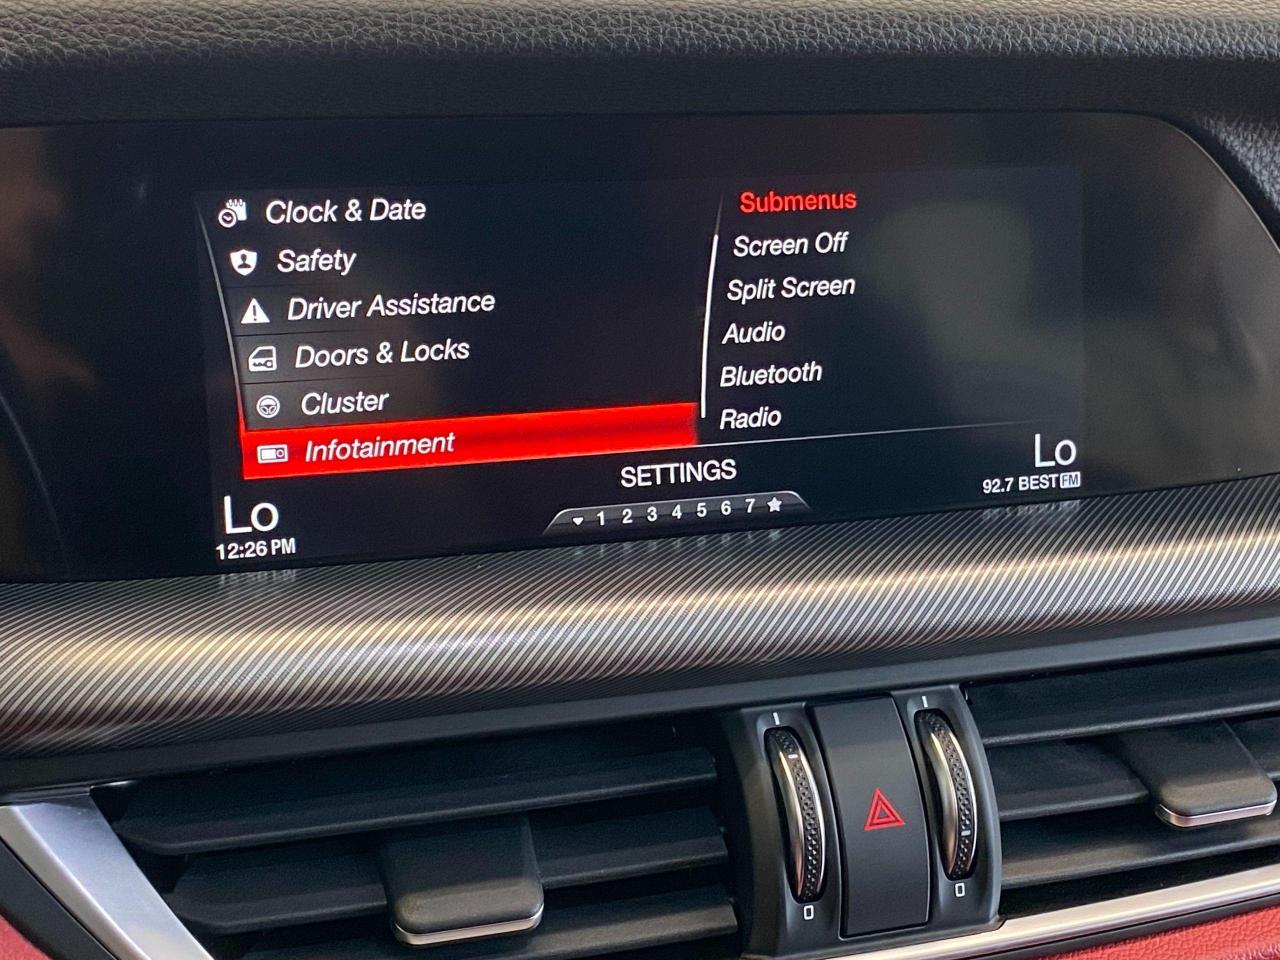 Clock & Date
Safety
Driver Assistance
Doors & Locks
Cluster
Infotainment
Submenus
Screen Off
Split Screen
Audio
Bluetooth
Radio
SETTINGS
1 2 3 4 5 6 7
Lo
12:26 PM
Lo
92.7 BEST FM